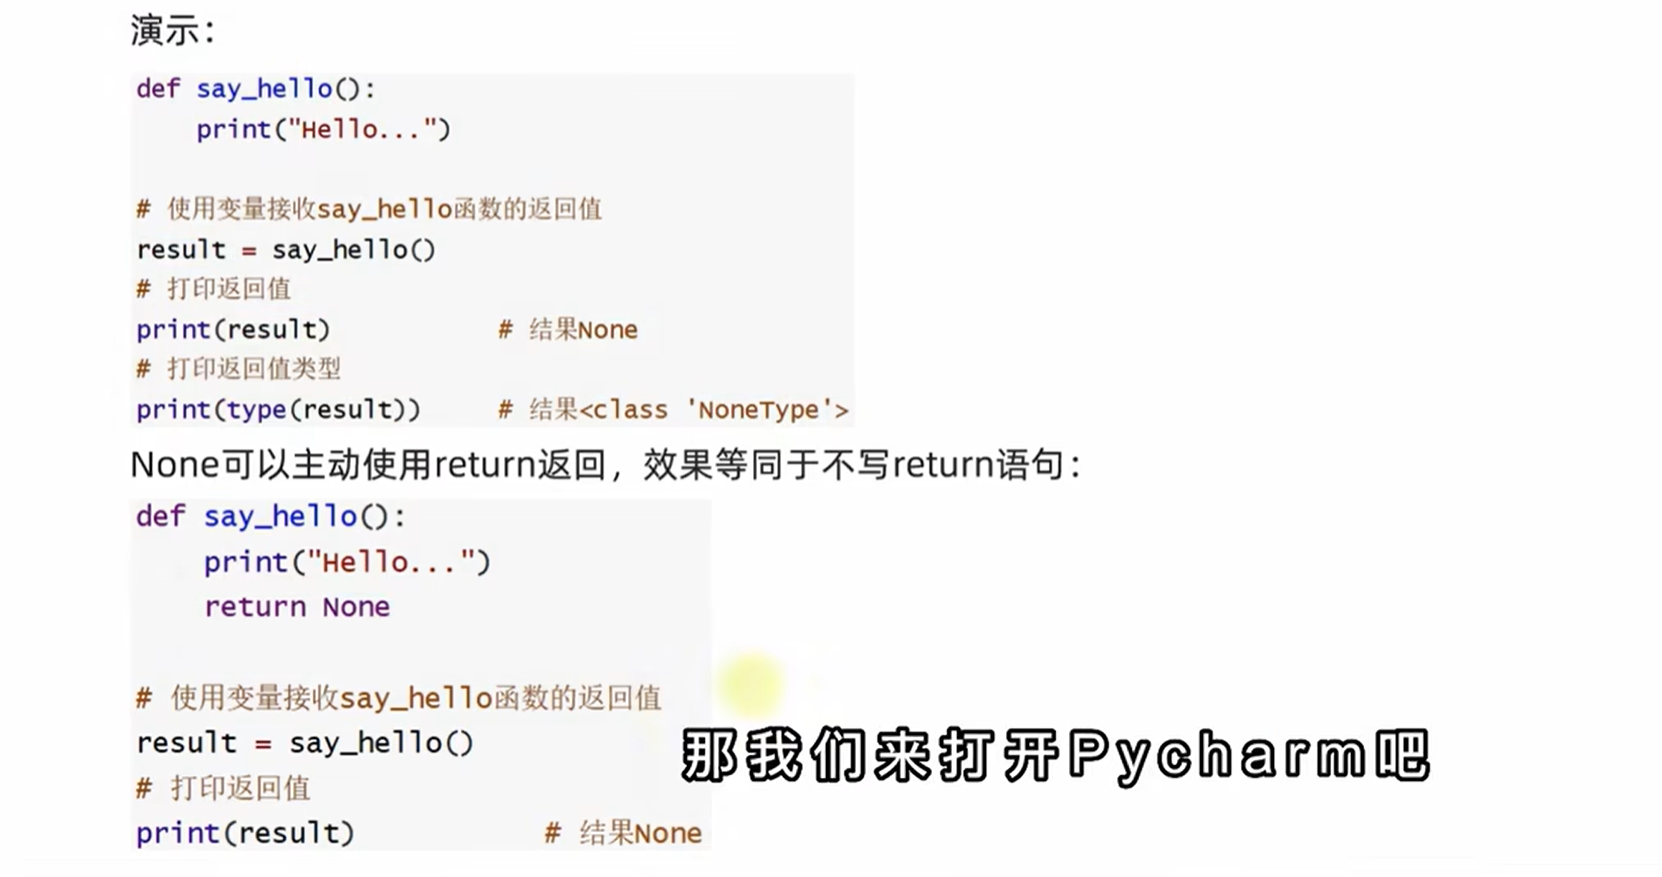 演示：
def say_hello():
    print("Hello...")
# 使用变量接收say_hello函数的返回值
result = say_hello()
# 打印返回值
print(result)           # 结果None
# 打印返回值类型
print(type(result))     # 结果<class 'NoneType'>
None可以主动使用return返回，效果等同于不写return语句：
def say_hello():
    print("Hello...")
    return None
# 使用变量接收say_hello函数的返回值
result = say_hello()
那我们来打开Pycharm吧
# 打印返回值
print(result)           # 结果None